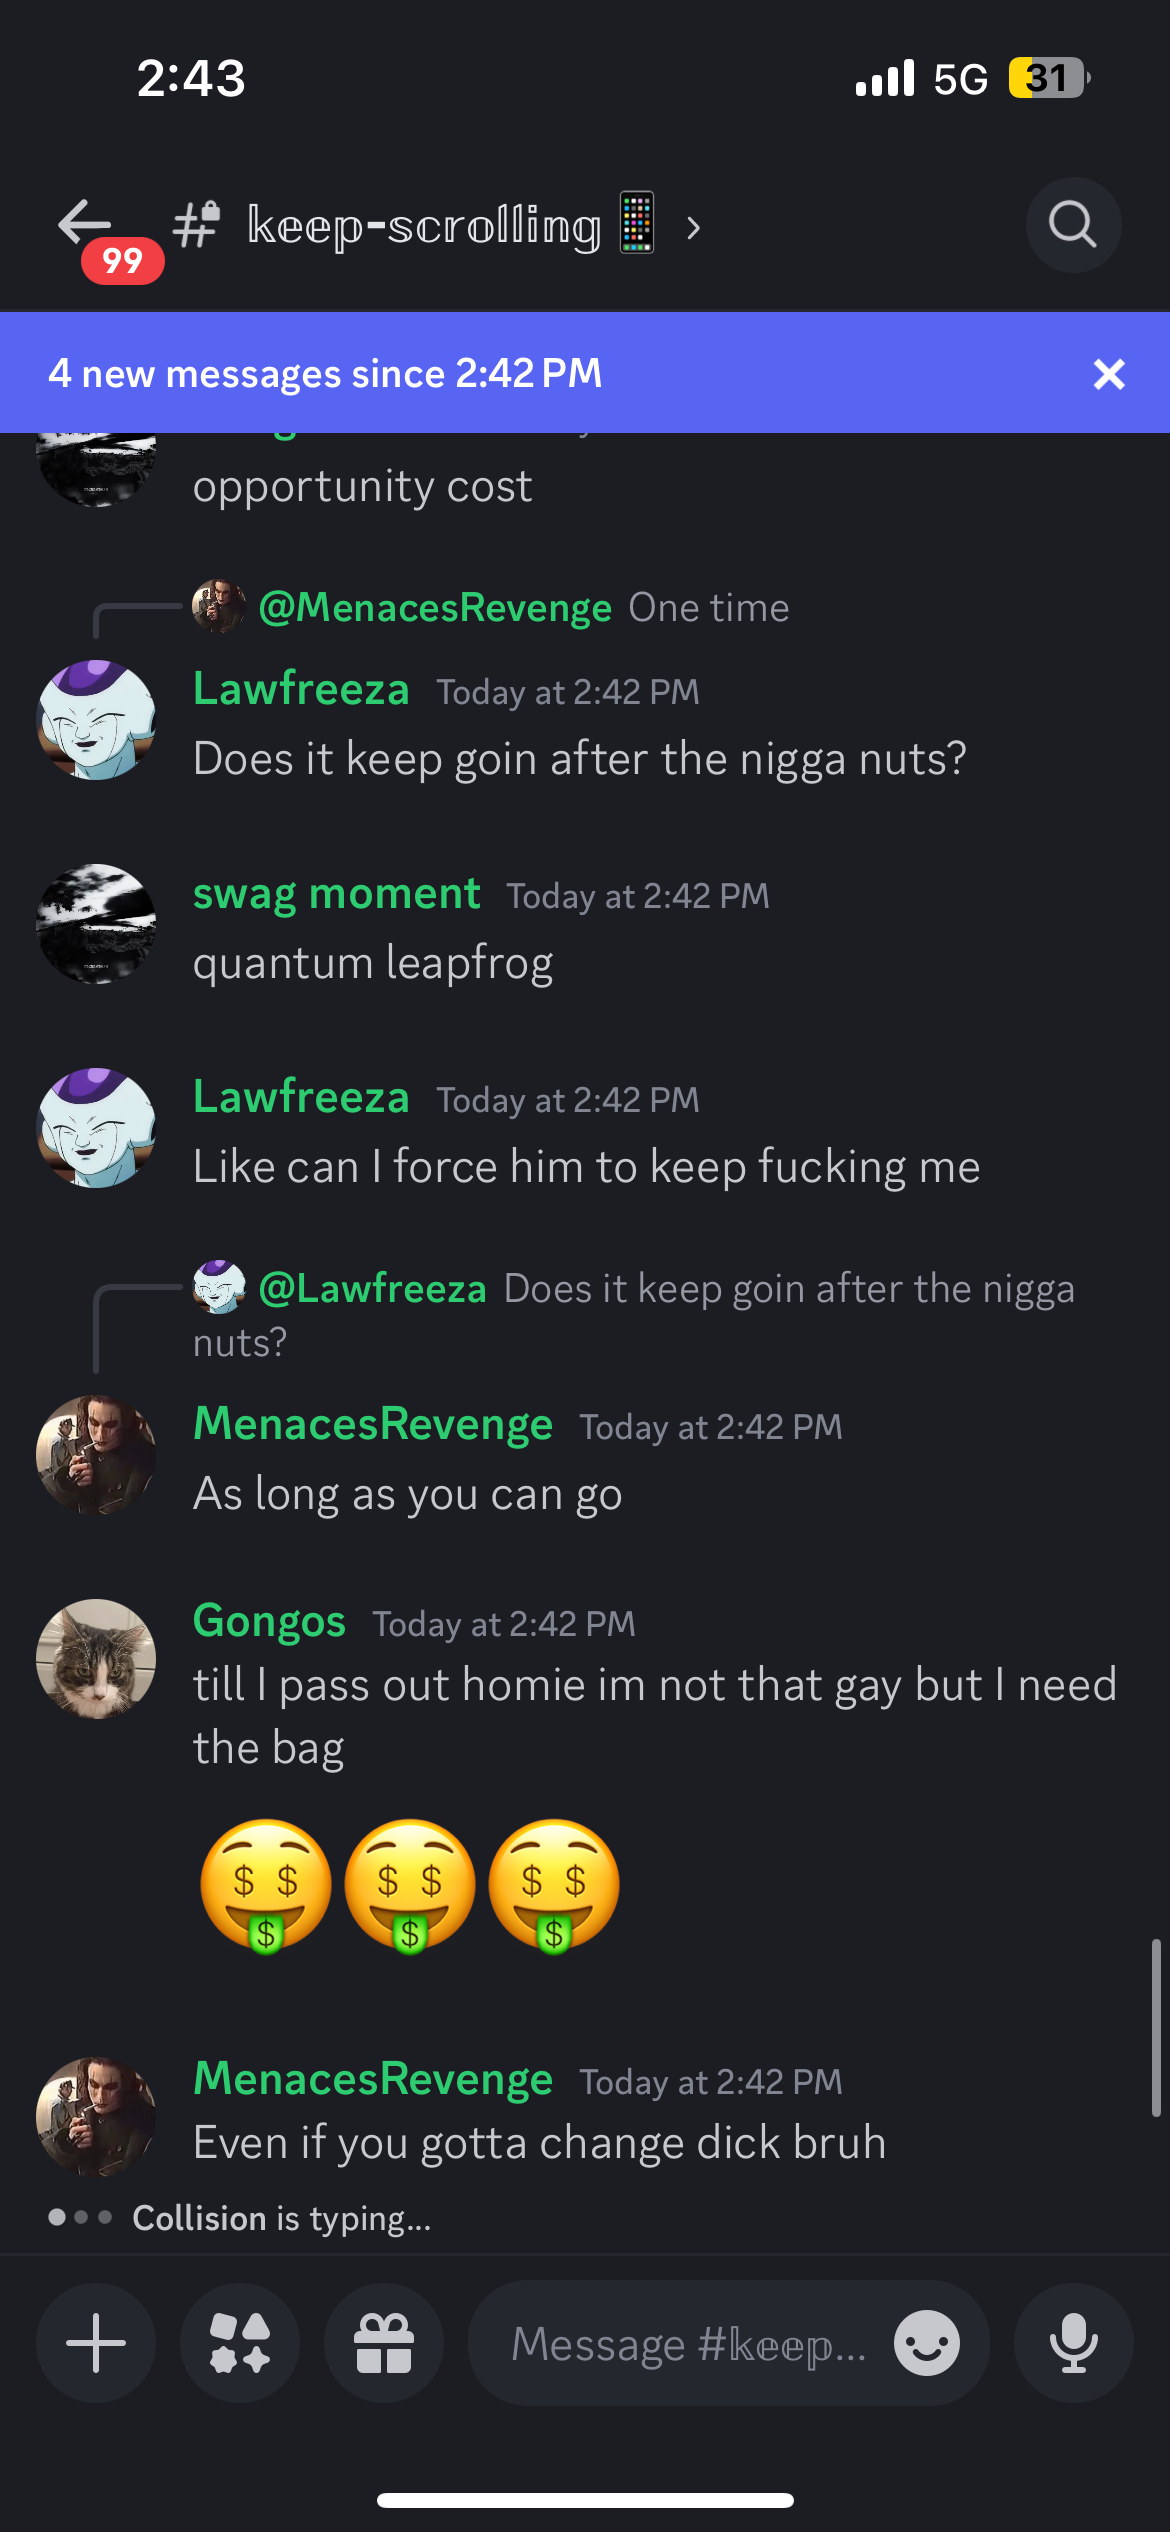 2:43
5G 31
𝕜𝕖𝕖𝕡-𝕤𝕔𝕣𝕠𝕝𝕝𝕚𝕟𝕘📱 ›
99
4 new messages since 2:42 PM
opportunity cost
@MenacesRevenge One time
Lawfreeza Today at 2:42 PM
Does it keep goin after the nigga nuts?
swag moment Today at 2:42 PM
quantum leapfrog
Lawfreeza Today at 2:42 PM
Like can I force him to keep fucking me
@Lawfreeza Does it keep goin after the nigga
nuts?
MenacesRevenge Today at 2:42 PM
As long as you can go
Gongos Today at 2:42 PM
till I pass out homie im not that gay but I need
the bag
🤑🤑🤑
MenacesRevenge Today at 2:42 PM
Even if you gotta change dick bruh
Collision is typing...
Message #𝕜𝕖𝕖𝕡...